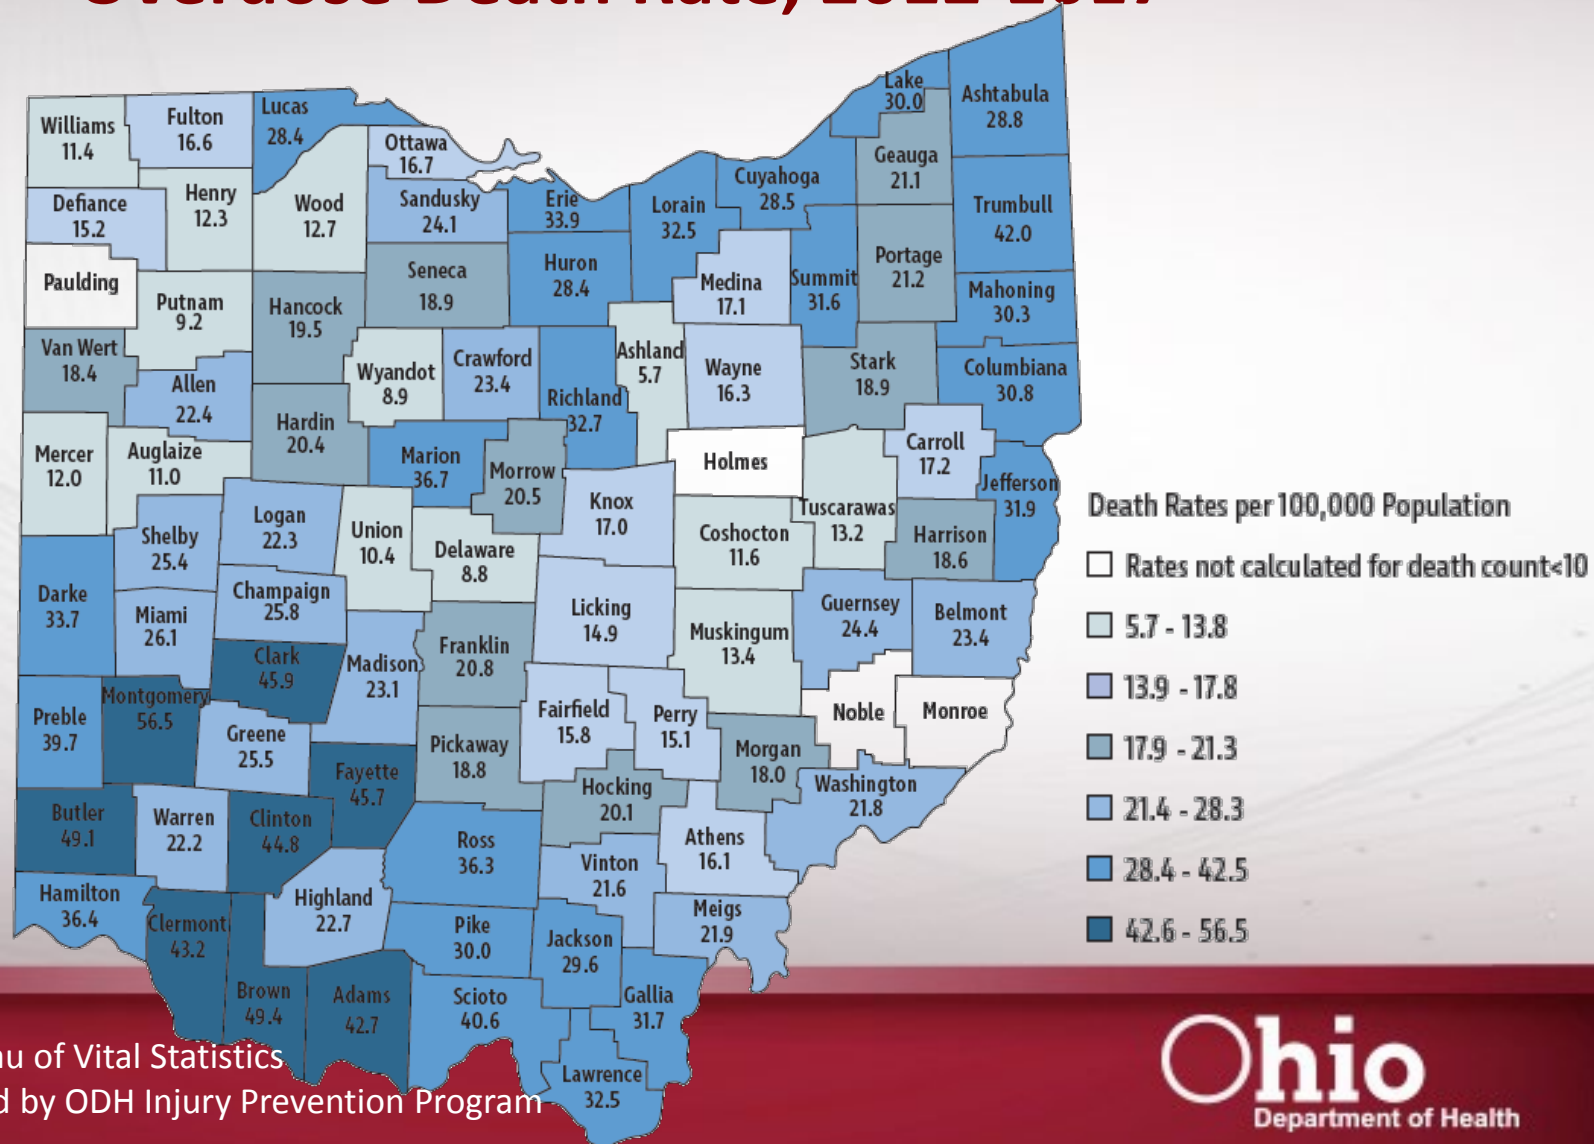 Overdose Death Rate, 2012-2017
Lake
30.0
Ashtabula
28.8
Williams
11.4
Fulton
16.6
Lucas
28.4
Ottawa
16.7
Geauga
21.1
Defiance
15.2
Henry
12.3
Wood
12.7
Sandusky
24.1
Erie
33.9
Lorain
32.5
Cuyahoga
28.5
Trumbull
42.0
Paulding
Putnam
9.2
Hancock
19.5
Seneca
18.9
Huron
28.4
Medina
17.1
Summit
31.6
Portage
21.2
Mahoning
30.3
Van Wert
18.4
Allen
22.4
Wyandot
8.9
Crawford
23.4
Richland
32.7
Ashland
5.7
Wayne
16.3
Stark
18.9
Columbiana
30.8
Mercer
12.0
Auglaize
11.0
Hardin
20.4
Marion
36.7
Morrow
20.5
Knox
17.0
Holmes
Tuscarawas
13.2
Carroll
17.2
Jefferson
31.9
Shelby
25.4
Logan
22.3
Union
10.4
Delaware
8.8
Coshocton
11.6
Harrison
18.6
Darke
33.7
Miami
26.1
Champaign
25.8
Licking
14.9
Muskingum
13.4
Guernsey
24.4
Belmont
23.4
Clark
45.9
Madison
23.1
Franklin
20.8
Preble
39.7
Montgomery
56.5
Greene
25.5
Fayette
45.7
Pickaway
18.8
Fairfield
15.8
Perry
15.1
Morgan
18.0
Noble
Monroe
Washington
21.8
Butler
49.1
Warren
22.2
Clinton
44.8
Ross
36.3
Hocking
20.1
Vinton
21.6
Athens
16.1
Hamilton
36.4
Clermont
43.2
Highland
22.7
Pike
30.0
Jackson
29.6
Meigs
21.9
Brown
49.4
Adams
42.7
Scioto
40.6
Gallia
31.7
Lawrence
32.5
Death Rates per 100,000 Population
Rates not calculated for death count<10
5.7 - 13.8
13.9 - 17.8
17.9 - 21.3
21.4 - 28.3
28.4 - 42.5
42.6 - 56.5
au of Vital Statistics
d by ODH Injury Prevention Program
Ohio
Department of Health